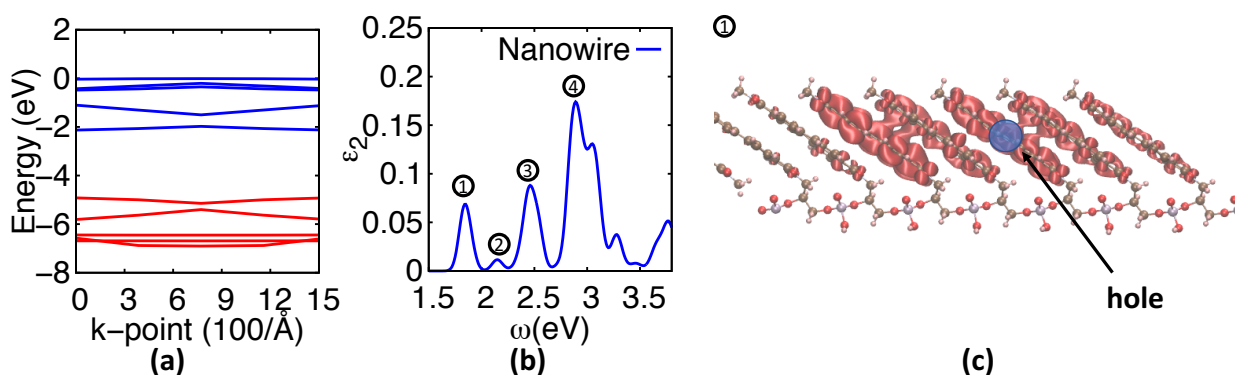 2
0
−2
−4
−6
−8
Energy (eV)
0 3 6 9 12 15
k−point (100/Å)
(a)
0.25
0.2
0.15
0.1
0.05
0
ε2
Nanowire
①
②
③
④
1.5 2 2.5 3 3.5
ω(eV)
(b)
①
hole
(c)